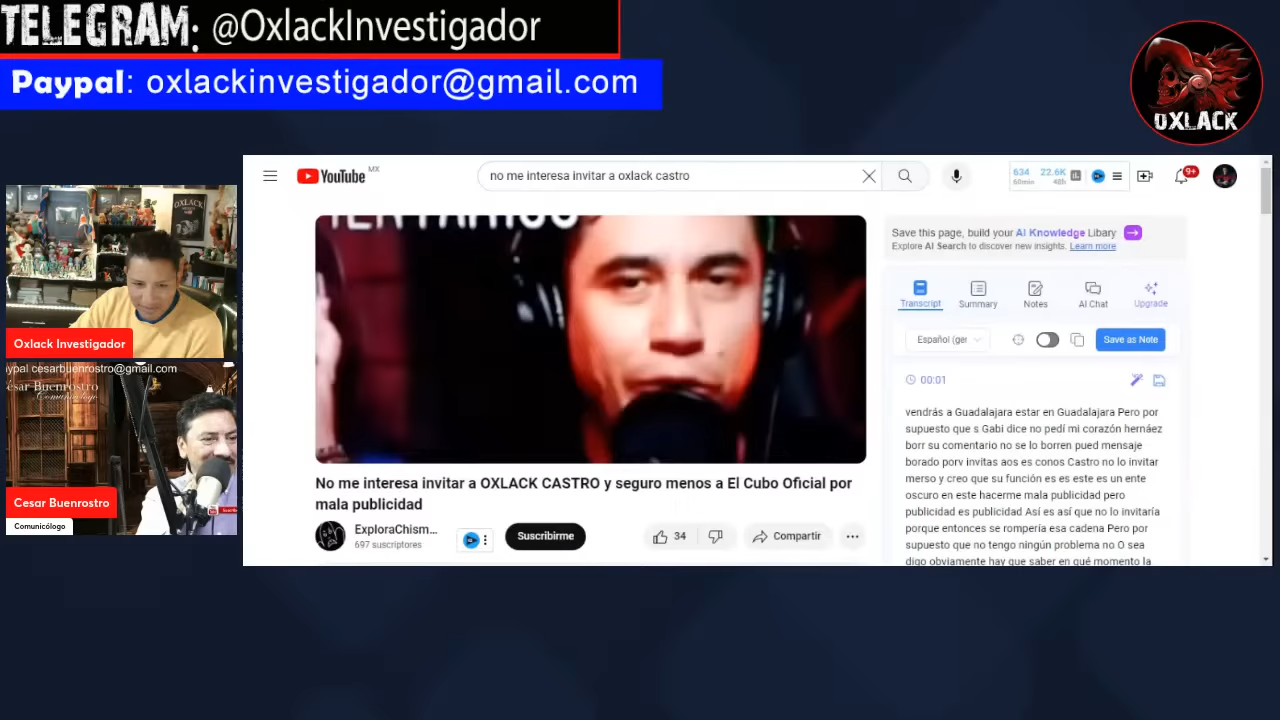 TELEGRAM: @OxlackInvestigador
Paypal: oxlackinvestigador@gmail.com
OXLACK
YouTube MX
no me interesa invitar a oxlack castro
634 22.6K
60min 48h
9+
OXLACK
Oxlack Investigador
ypal cesarbuenrostro@gmail.com
ésar Buenrostro
Comunicólogo
Cesar Buenrostro
Comunicólogo
No me interesa invitar a OXLACK CASTRO y seguro menos a El Cubo Oficial por
mala publicidad
ExploraChism...
697 suscriptores
Suscribirme
34
Compartir
Save this page, build your AI Knowledge Libary
Explore AI Search to discover new insights. Learn more
Transcript Summary Notes AI Chat Upgrade
Español (ger
Save as Note
00:01
vendrás a Guadalajara estar en Guadalajara Pero por
supuesto que s Gabi dice no pedí mi corazón hernáez
borr su comentario no se lo borren pued mensaje
borado porv invitas aos es conos Castro no lo invitar
merso y creo que su función es es este es un ente
oscuro en este hacerme mala publicidad pero
publicidad es publicidad Así es así que no lo invitaría
porque entonces se rompería esa cadena Pero por
supuesto que no tengo ningún problema no O sea
digo obviamente hay que saber en qué momento la